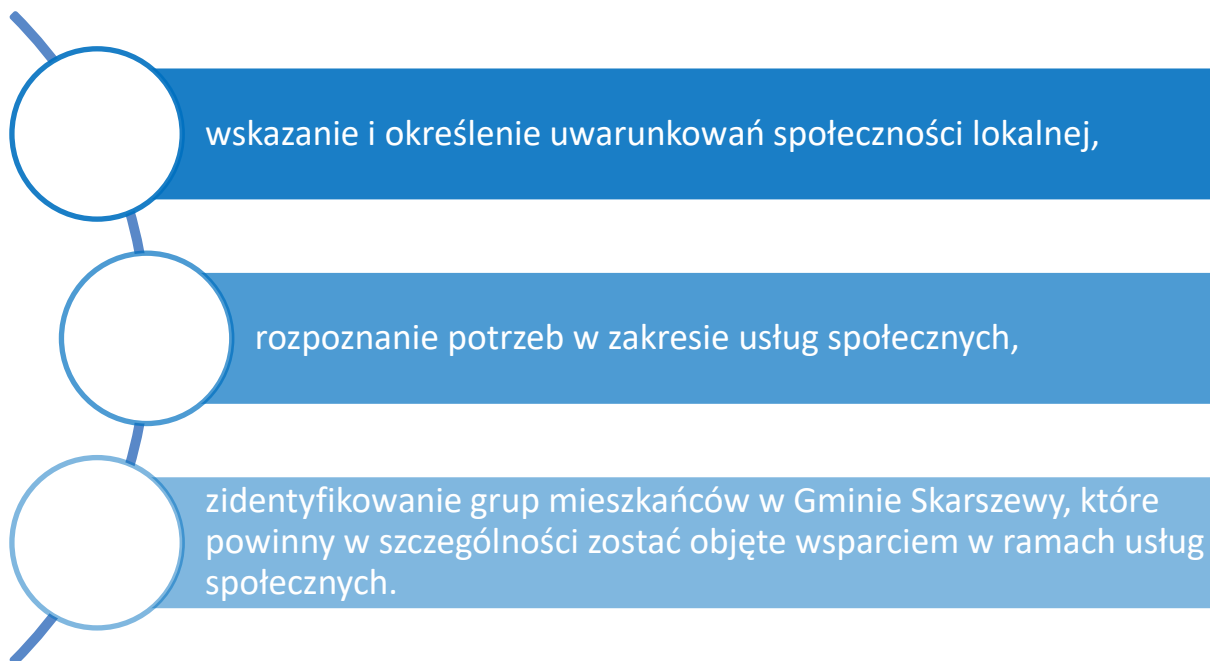 wskazanie i określenie uwarunkowań społeczności lokalnej,
rozpoznanie potrzeb w zakresie usług społecznych,
zidentyfikowanie grup mieszkańców w Gminie Skarszewy, które
powinny w szczególności zostać objęte wsparciem w ramach usług
społecznych.